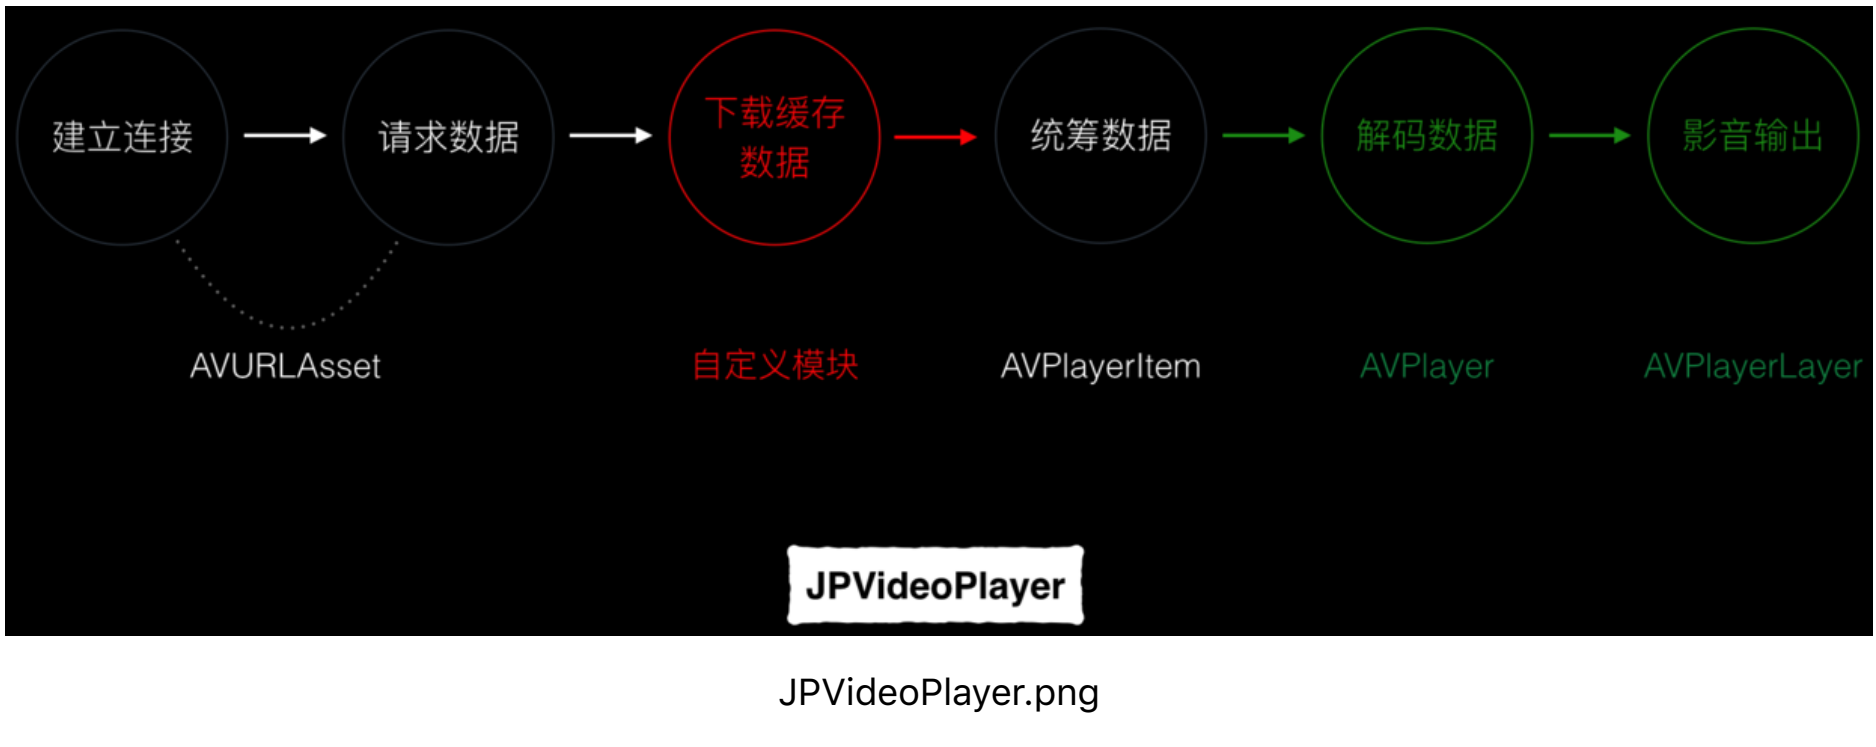 建立连接
请求数据
下载缓存
数据
统筹数据
解码数据
影音输出
AVURLAsset
自定义模块
AVPlayerItem
AVPlayer
AVPlayerLayer
JPVideoPlayer
JPVideoPlayer.png